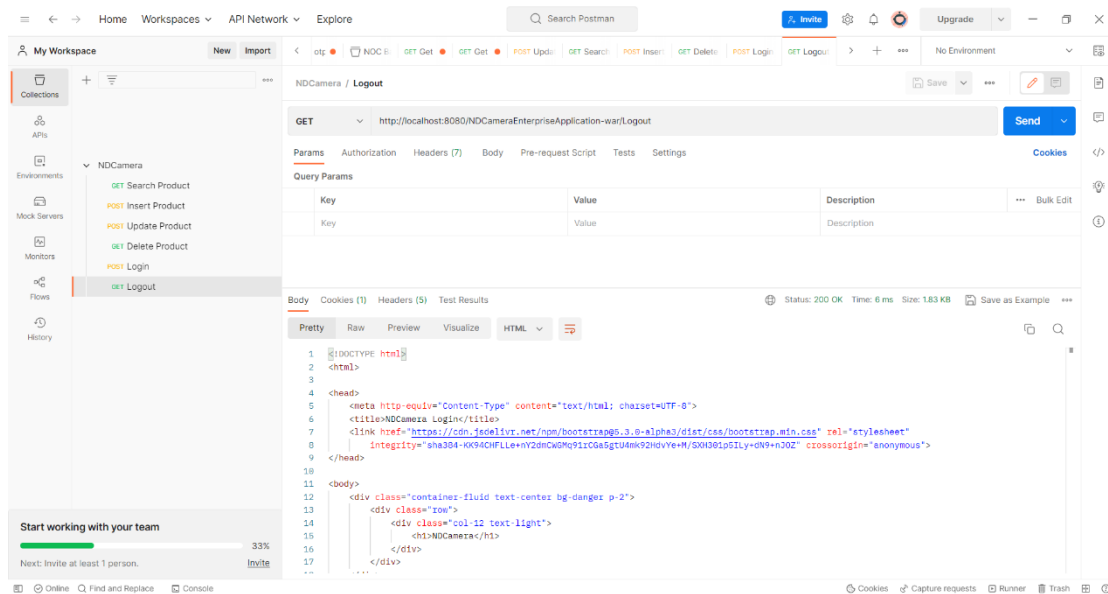 Home Workspaces API Network Explore Search Postman Invite Upgrade
My Workspace New Import
NOC GET Get GET Get POST Updat GET Search POST Insert GET Delete POST Login GET Logout No Environment
Collections
APIs
Environments
Mock Servers
Monitors
Flows
History
NDCamera
GET Search Product
POST Insert Product
POST Update Product
GET Delete Product
POST Login
GET Logout
NDCamera / Logout Save
GET http://localhost:8080/NDCameraEnterpriseApplication-war/Logout Send
Params Authorization Headers (7) Body Pre-request Script Tests Settings Cookies
Query Params
Key Value Description Bulk Edit
Key Value Description
Body Cookies (1) Headers (5) Test Results Status: 200 OK Time: 6 ms Size: 1.83 KB Save as Example
Pretty Raw Preview Visualize HTML
1 <!DOCTYPE html>
2 <html>
3
4 <head>
5 <meta http-equiv="Content-Type" content="text/html; charset=UTF-8">
6 <title>NDCamera Login</title>
7 <link href="https://cdn.jsdelivr.net/npm/bootstrap@5.3.0-alpha3/dist/css/bootstrap.min.css" rel="stylesheet"
8 crossorigin="anonymous">
9 </head>
10
11 <body>
12 <div class="container-fluid text-center bg-danger p-2">
13 <div class="row">
14 <div class="col-12 text-light">
15 <h1>NDCamera</h1>
16 </div>
17 </div>
Start working with your team
33%
Next: Invite at least 1 person. Invite
Online Find and Replace Console Cookies Capture requests Runner Trash